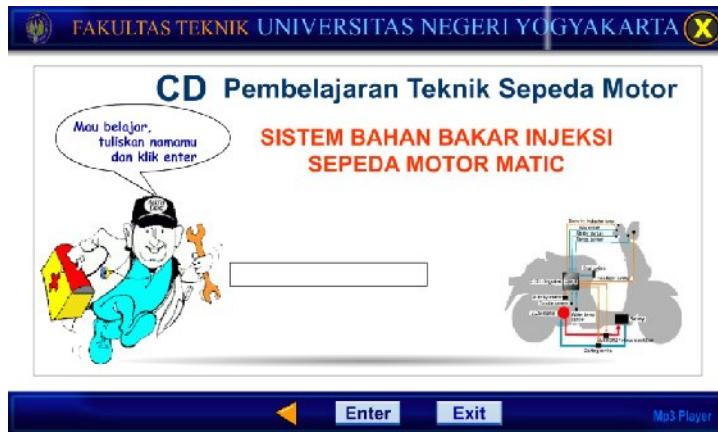 FAKULTAS TEKNIK UNIVERSITAS NEGERI YOGYAKARTA
X
CD Pembelajaran Teknik Sepeda Motor
Mau belajar,
tuliskan namamu
dan klik enter
SISTEM BAHAN BAKAR INJEKSI
SEPEDA MOTOR MATIC
Enter
Exit
Mp3 Player